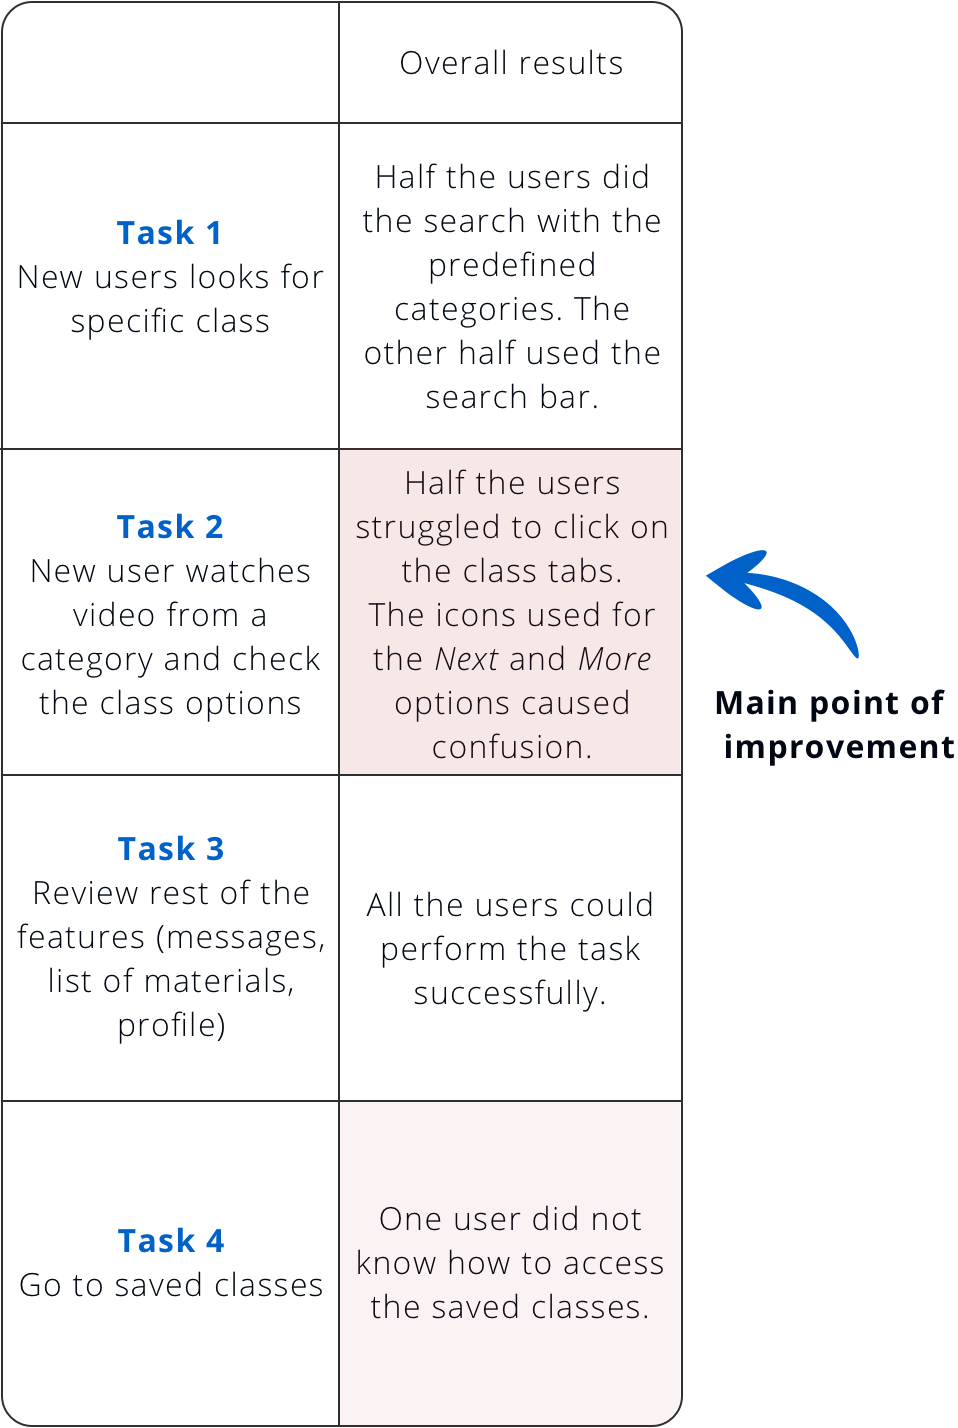 Overall results
Task 1
New users looks for
specific class
Half the users did
the search with the
predefined
categories. The
other half used the
search bar.
Task 2
New user watches
video from a
category and check
the class options
Half the users
struggled to click on
the class tabs.
The icons used for
the Next and More
options caused
confusion.
Main point of
improvement
Task 3
Review rest of the
features (messages,
list of materials,
profile)
All the users could
perform the task
successfully.
Task 4
Go to saved classes
One user did not
know how to access
the saved classes.